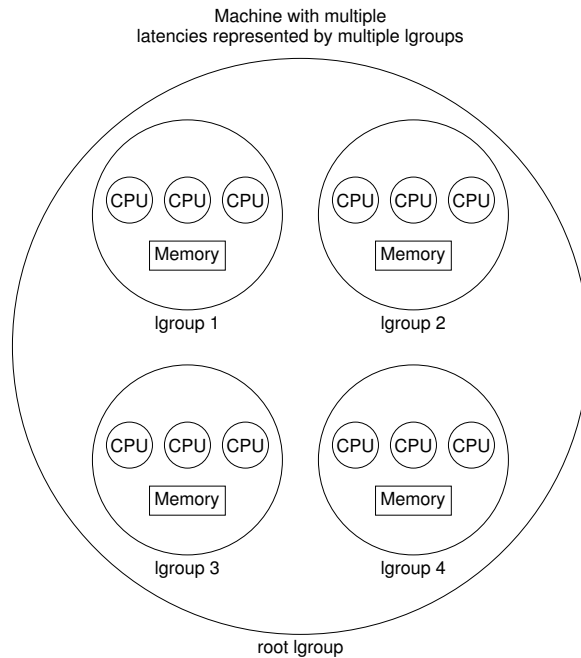 Machine with multiple
latencies represented by multiple lgroups
CPU CPU CPU CPU CPU CPU
Memory Memory
lgroup 1 lgroup 2
CPU CPU CPU CPU CPU CPU
Memory Memory
lgroup 3 lgroup 4
root lgroup